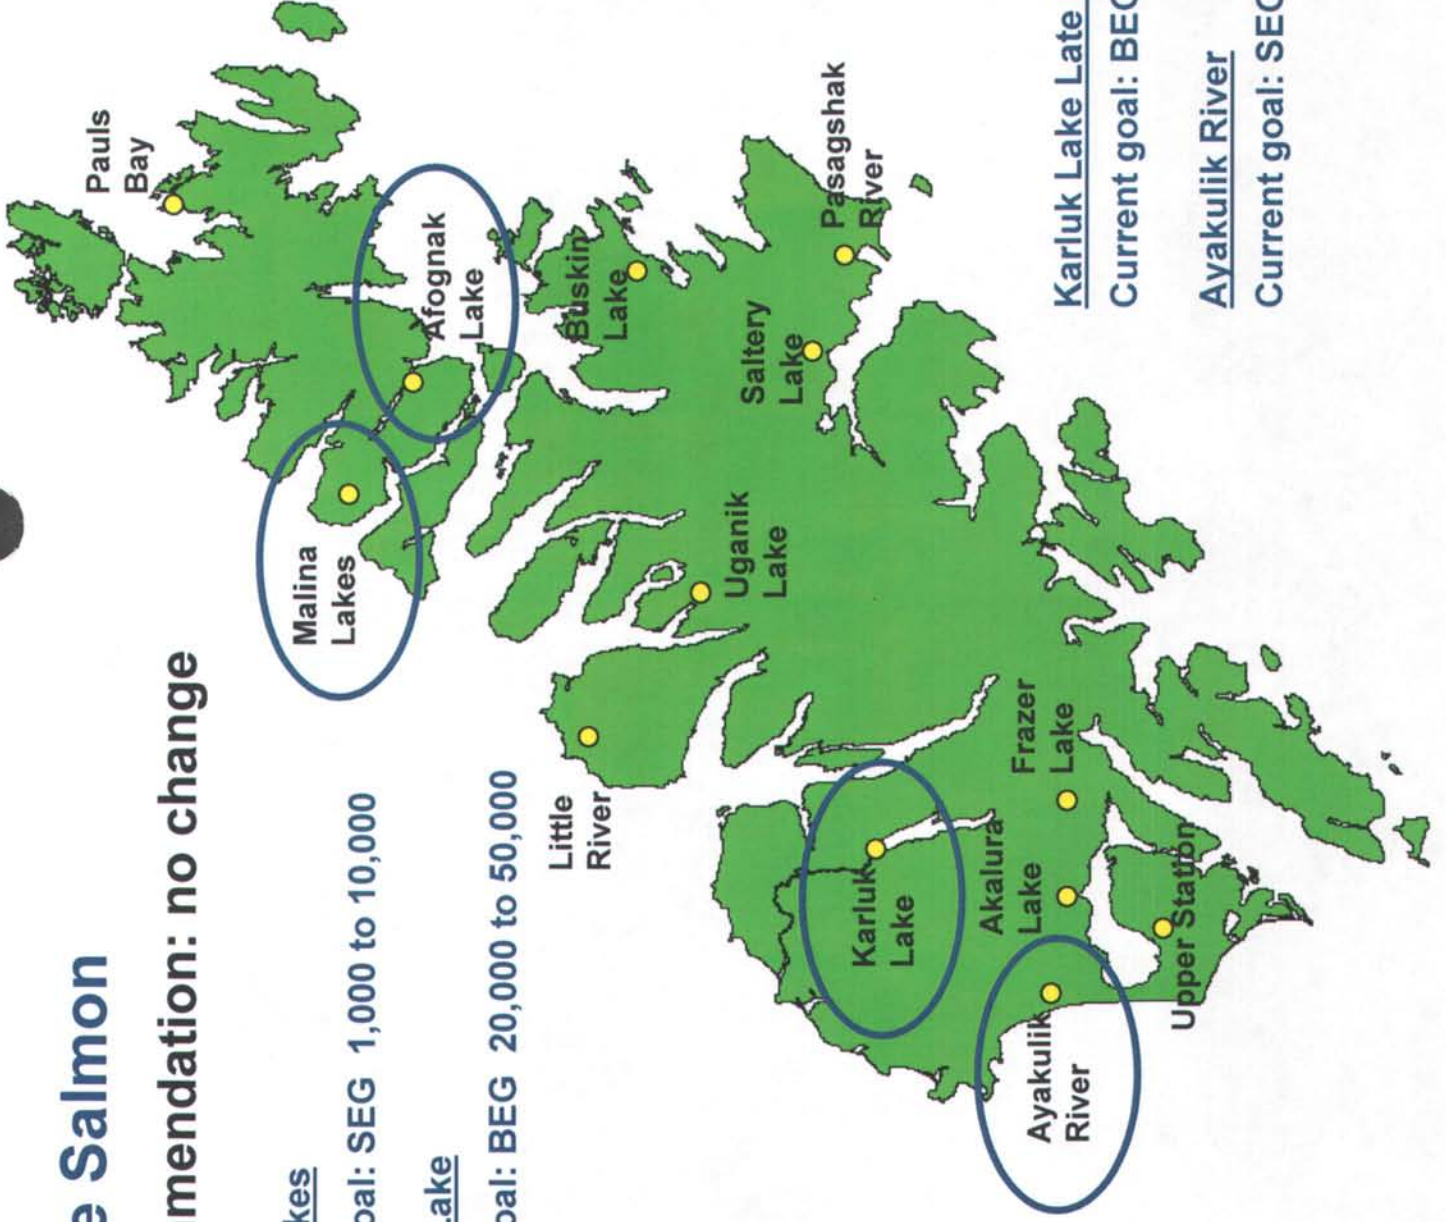 e Salmon
mendation: no change
kes
oal: SEG 1,000 to 10,000
Lake
oal: BEG 20,000 to 50,000
Pauls
Bay
Malina
Lakes
Afognak
Lake
Little
River
Buskin
Lake
Uganik
Lake
Saltery
Lake
Pasagshak
River
Karluk
Lake
Akalura
Lake
Frazer
Lake
Ayakulik
River
Upper Station
Karluk Lake Late
Current goal: BEG
Ayakulik River
Current goal: SEG